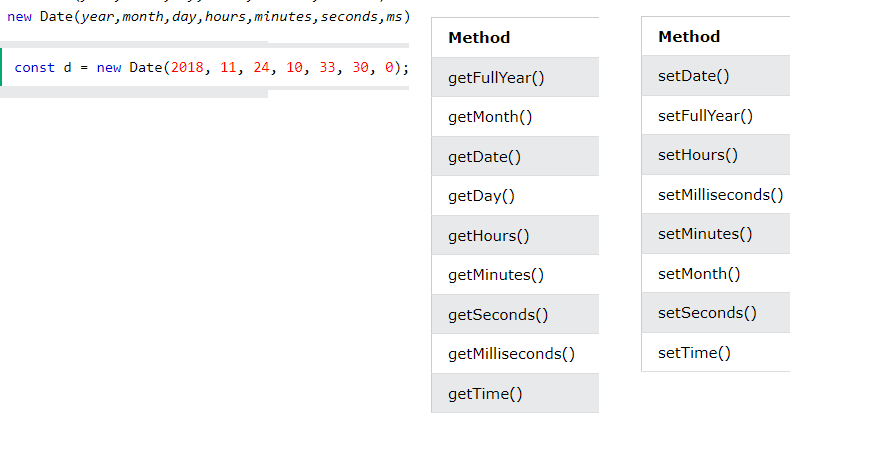 new Date(year,month,day,hours,minutes,seconds,ms)
const d = new Date(2018, 11, 24, 10, 33, 30, 0);
Method
getFullYear()
getMonth()
getDate()
getDay()
getHours()
getMinutes()
getSeconds()
getMilliseconds()
getTime()
Method
setDate()
setFullYear()
setHours()
setMilliseconds()
setMinutes()
setMonth()
setSeconds()
setTime()